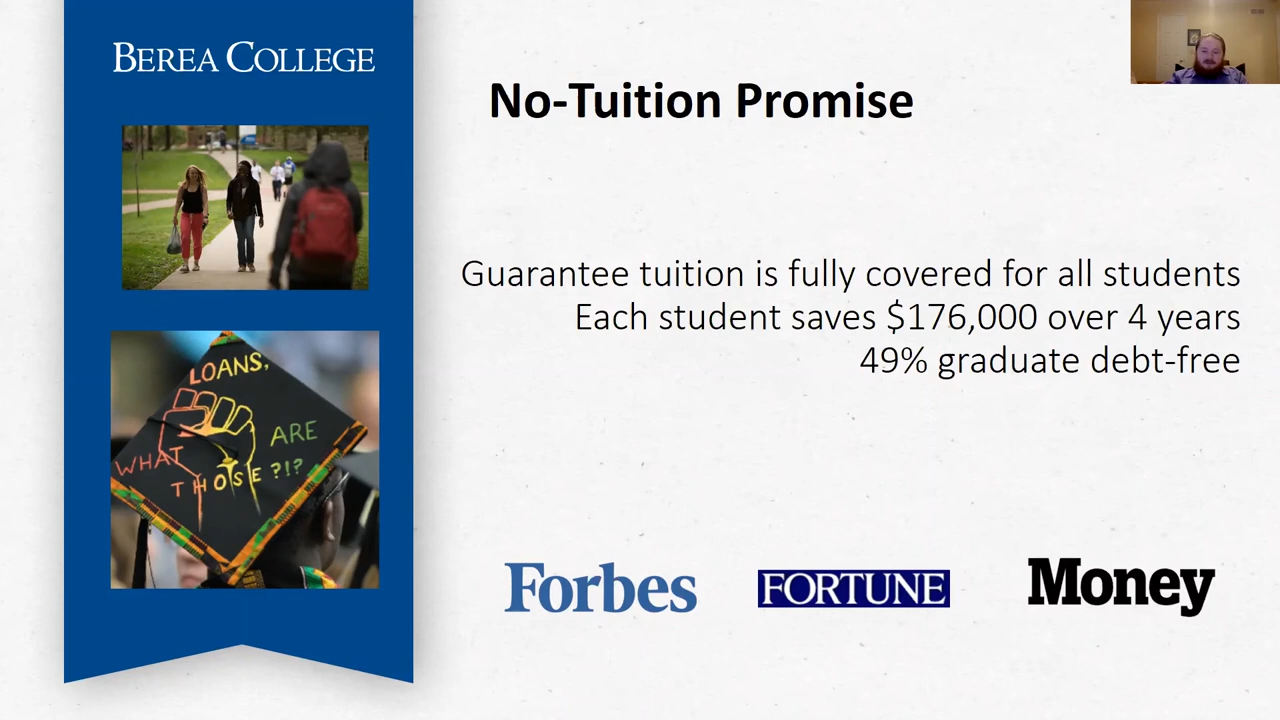 BEREA COLLEGE
No-Tuition Promise
Guarantee tuition is fully covered for all students
Each student saves $176,000 over 4 years
49% graduate debt-free
LOANS,
WHAT ARE
THOSE?!?
Forbes
FORTUNE
Money